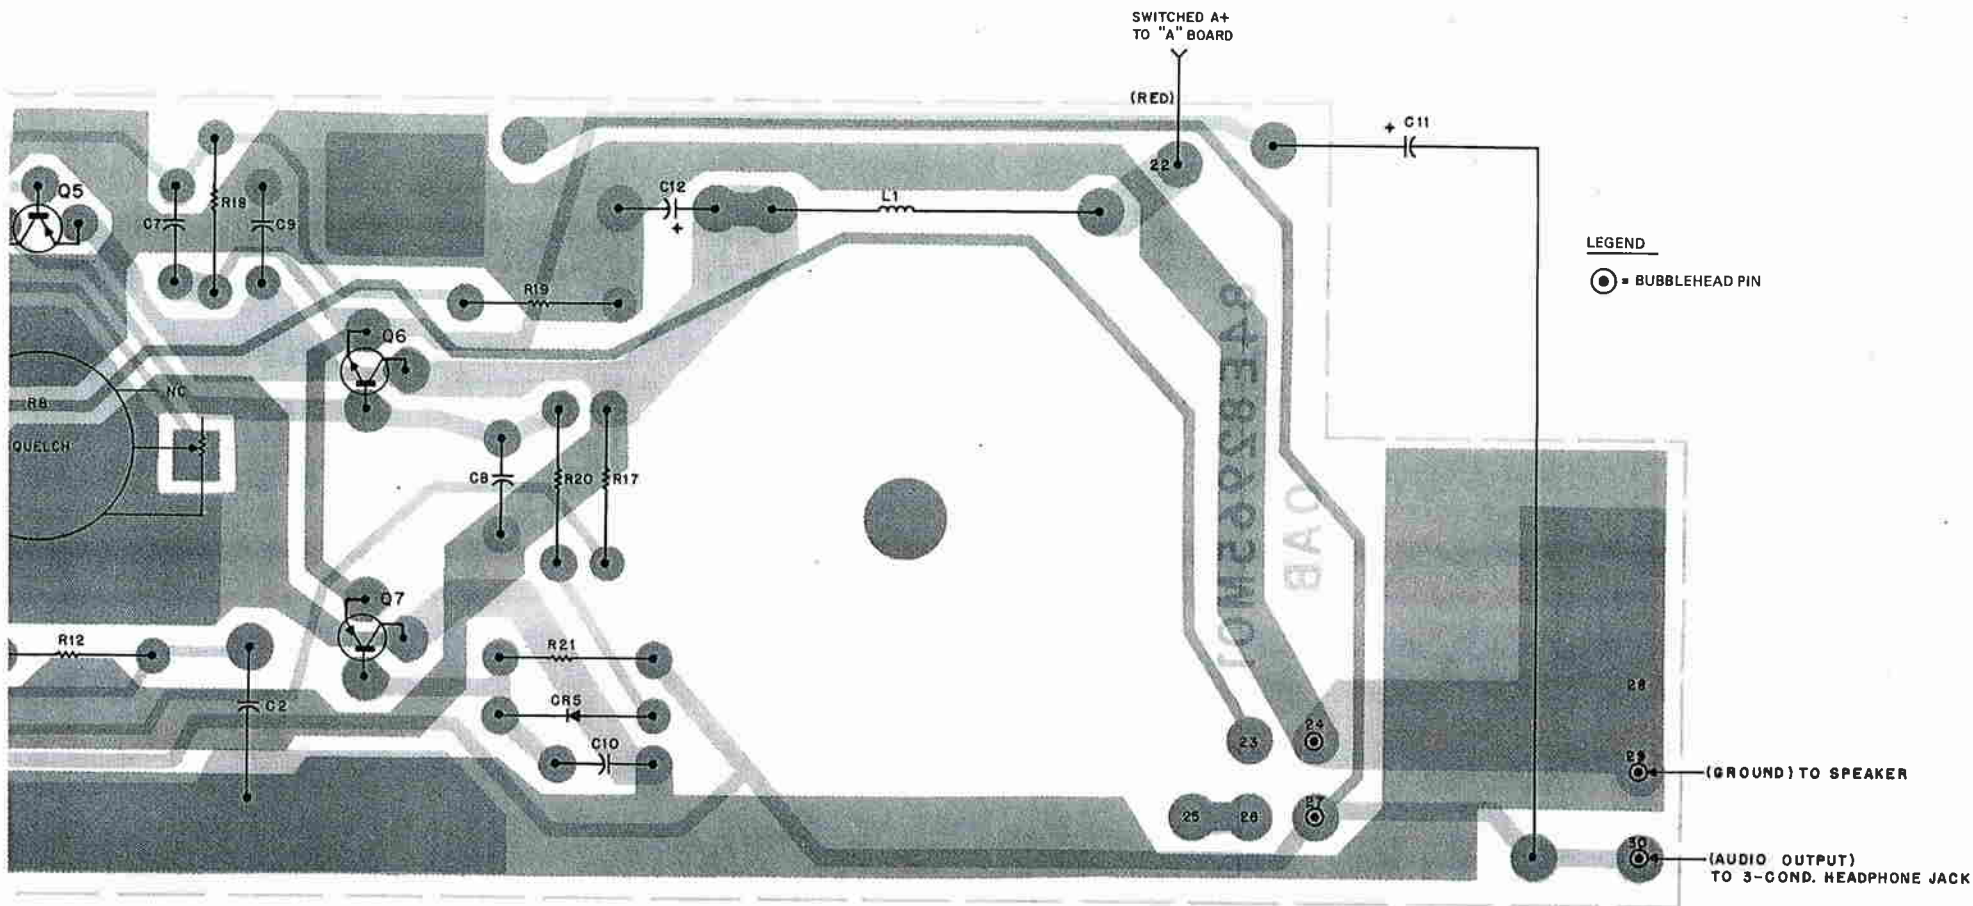 SWITCHED A+
TO "A" BOARD
(RED)
+ C11
22
Q5
C7
R18
C9
C12
+
L1
LEGEND
= BUBBLEHEAD PIN
R19
Q6
NC
R8
QUELCH
C8
R20
R17
84E82965M01
OAB
Q7
R12
R21
C2
CR5
C10
23
24
28
29
(GROUND) TO SPEAKER
25
26
27
30
(AUDIO OUTPUT)
TO 3-COND. HEADPHONE JACK